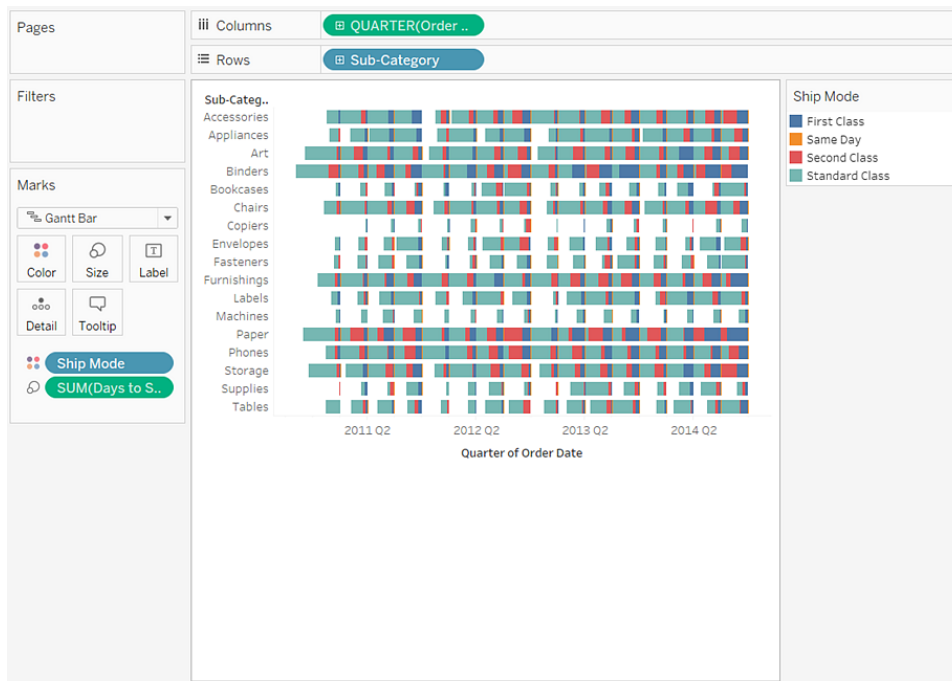 Pages
Columns
QUARTER(Order ..
Rows
Sub-Category
Filters
Marks
Gantt Bar
Color Size Label
Detail Tooltip
Ship Mode
SUM(Days to S..
Sub-Categ..
Accessories
Appliances
Art
Binders
Bookcases
Chairs
Copiers
Envelopes
Fasteners
Furnishings
Labels
Machines
Paper
Phones
Storage
Supplies
Tables
2011 Q2 2012 Q2 2013 Q2 2014 Q2
Quarter of Order Date
Ship Mode
First Class
Same Day
Second Class
Standard Class